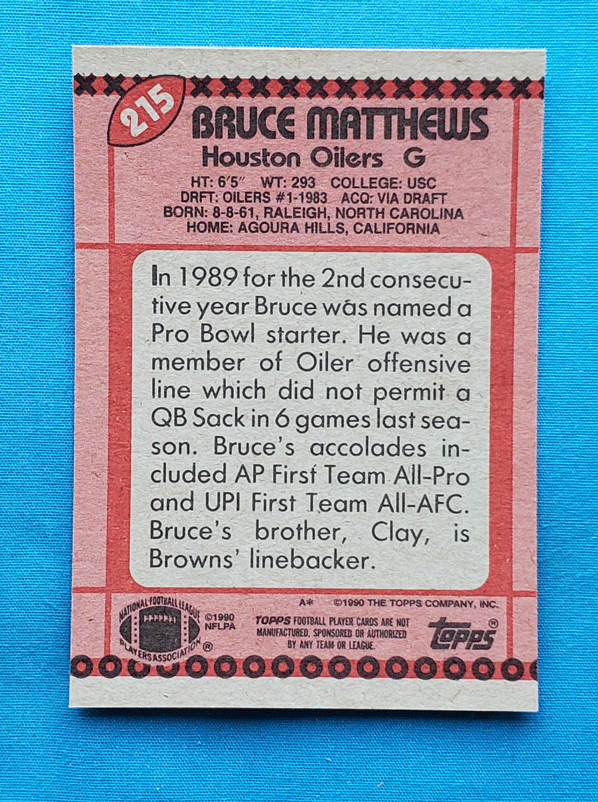 215
BRUCE MATTHEWS
Houston Oilers G
HT: 6'5" WT: 293 COLLEGE: USC
DRFT: OILERS #1-1983 ACQ: VIA DRAFT
BORN: 8-8-61, RALEIGH, NORTH CAROLINA
HOME: AGOURA HILLS, CALIFORNIA
In 1989 for the 2nd consecu-
tive year Bruce was named a
Pro Bowl starter. He was a
member of Oiler offensive
line which did not permit a
QB Sack in 6 games last sea-
son. Bruce's accolades in-
cluded AP First Team All-Pro
and UPI First Team All-AFC.
Bruce's brother, Clay, is
Browns' linebacker.
A* ©1990 THE TOPPS COMPANY, INC.
NATIONAL FOOTBALL LEAGUE
PLAYERS ASSOCIATION ®
©1990
NFLPA
TOPPS FOOTBALL PLAYER CARDS ARE NOT
MANUFACTURED, SPONSORED OR AUTHORIZED
BY ANY TEAM OR LEAGUE.
TOPPS®